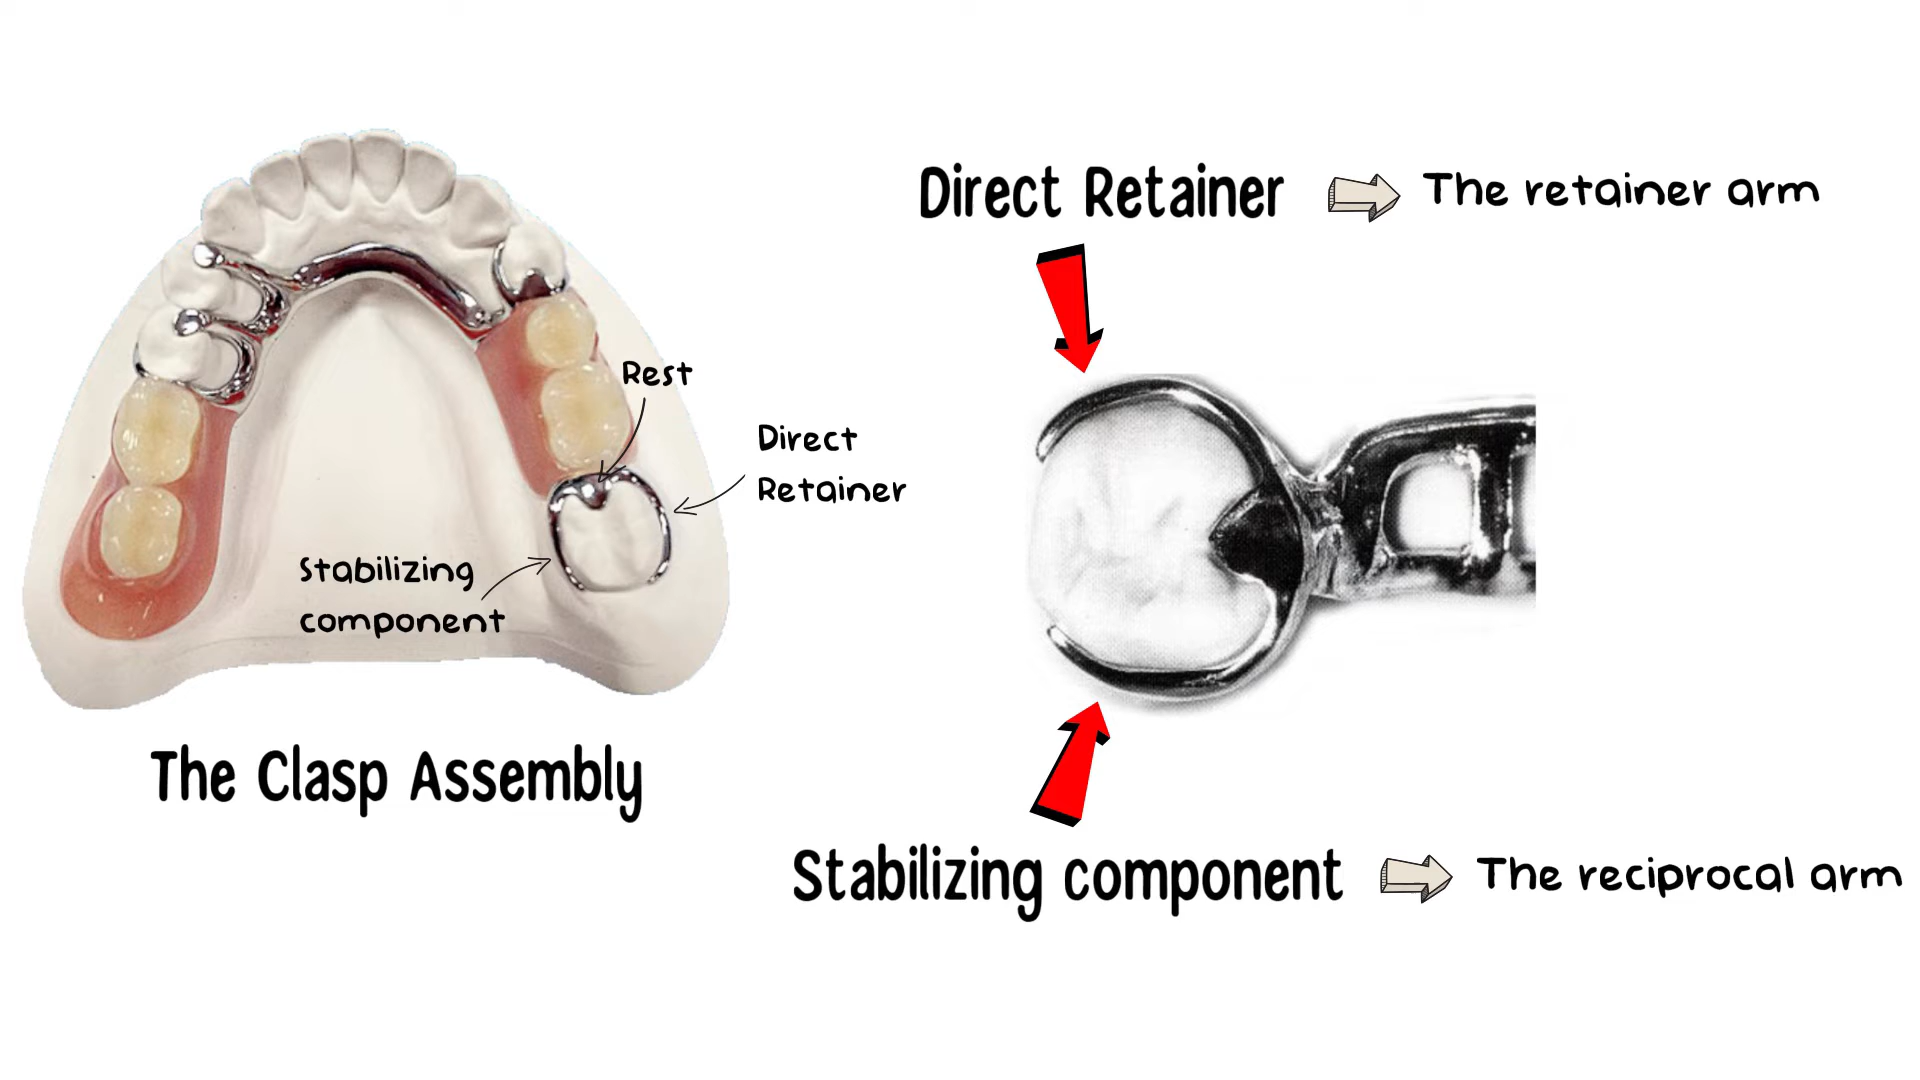 Direct Retainer
The retainer arm
Rest
Direct
Retainer
Stabilizing
component
The Clasp Assembly
Stabilizing component
The reciprocal arm